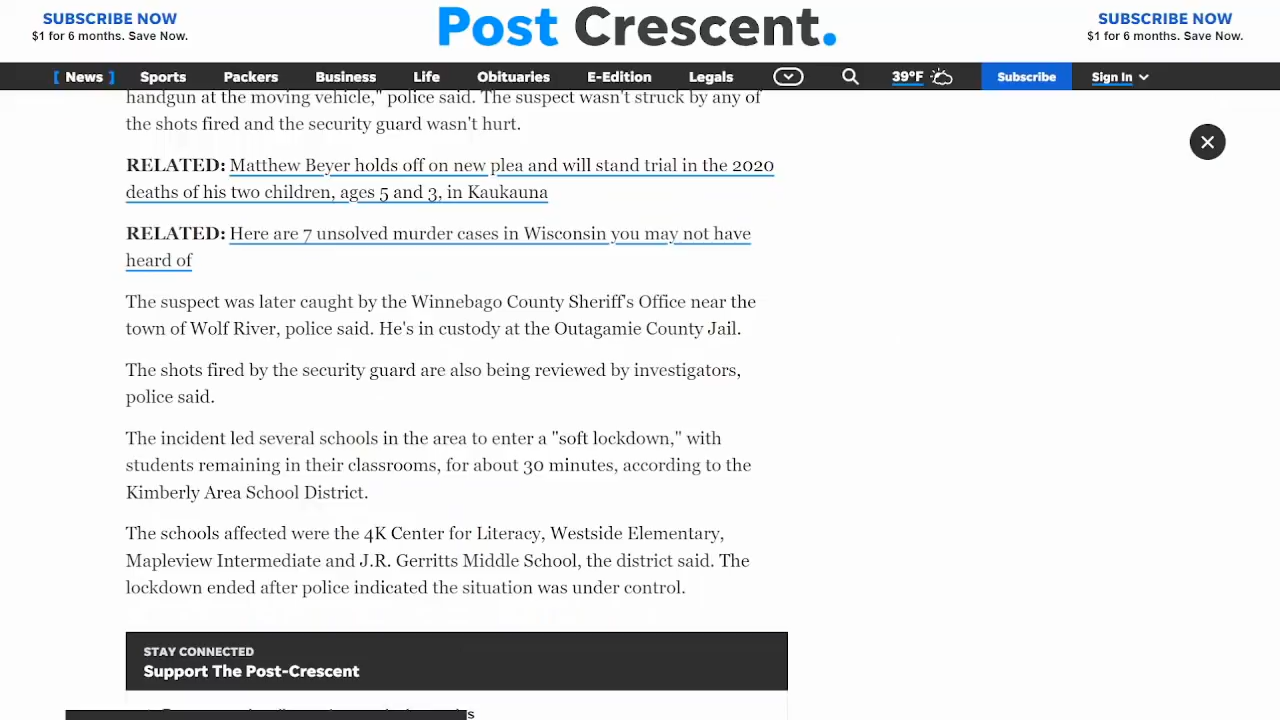 SUBSCRIBE NOW
$1 for 6 months. Save Now.
Post Crescent.
SUBSCRIBE NOW
$1 for 6 months. Save Now.
[ News ] Sports Packers Business Life Obituaries E-Edition Legals 39°F Subscribe Sign In
handgun at the moving vehicle," police said. The suspect wasn't struck by any of
the shots fired and the security guard wasn't hurt.
RELATED: Matthew Beyer holds off on new plea and will stand trial in the 2020
deaths of his two children, ages 5 and 3, in Kaukauna
RELATED: Here are 7 unsolved murder cases in Wisconsin you may not have
heard of
The suspect was later caught by the Winnebago County Sheriff's Office near the
town of Wolf River, police said. He's in custody at the Outagamie County Jail.
The shots fired by the security guard are also being reviewed by investigators,
police said.
The incident led several schools in the area to enter a "soft lockdown," with
students remaining in their classrooms, for about 30 minutes, according to the
Kimberly Area School District.
The schools affected were the 4K Center for Literacy, Westside Elementary,
Mapleview Intermediate and J.R. Gerritts Middle School, the district said. The
lockdown ended after police indicated the situation was under control.
STAY CONNECTED
Support The Post-Crescent